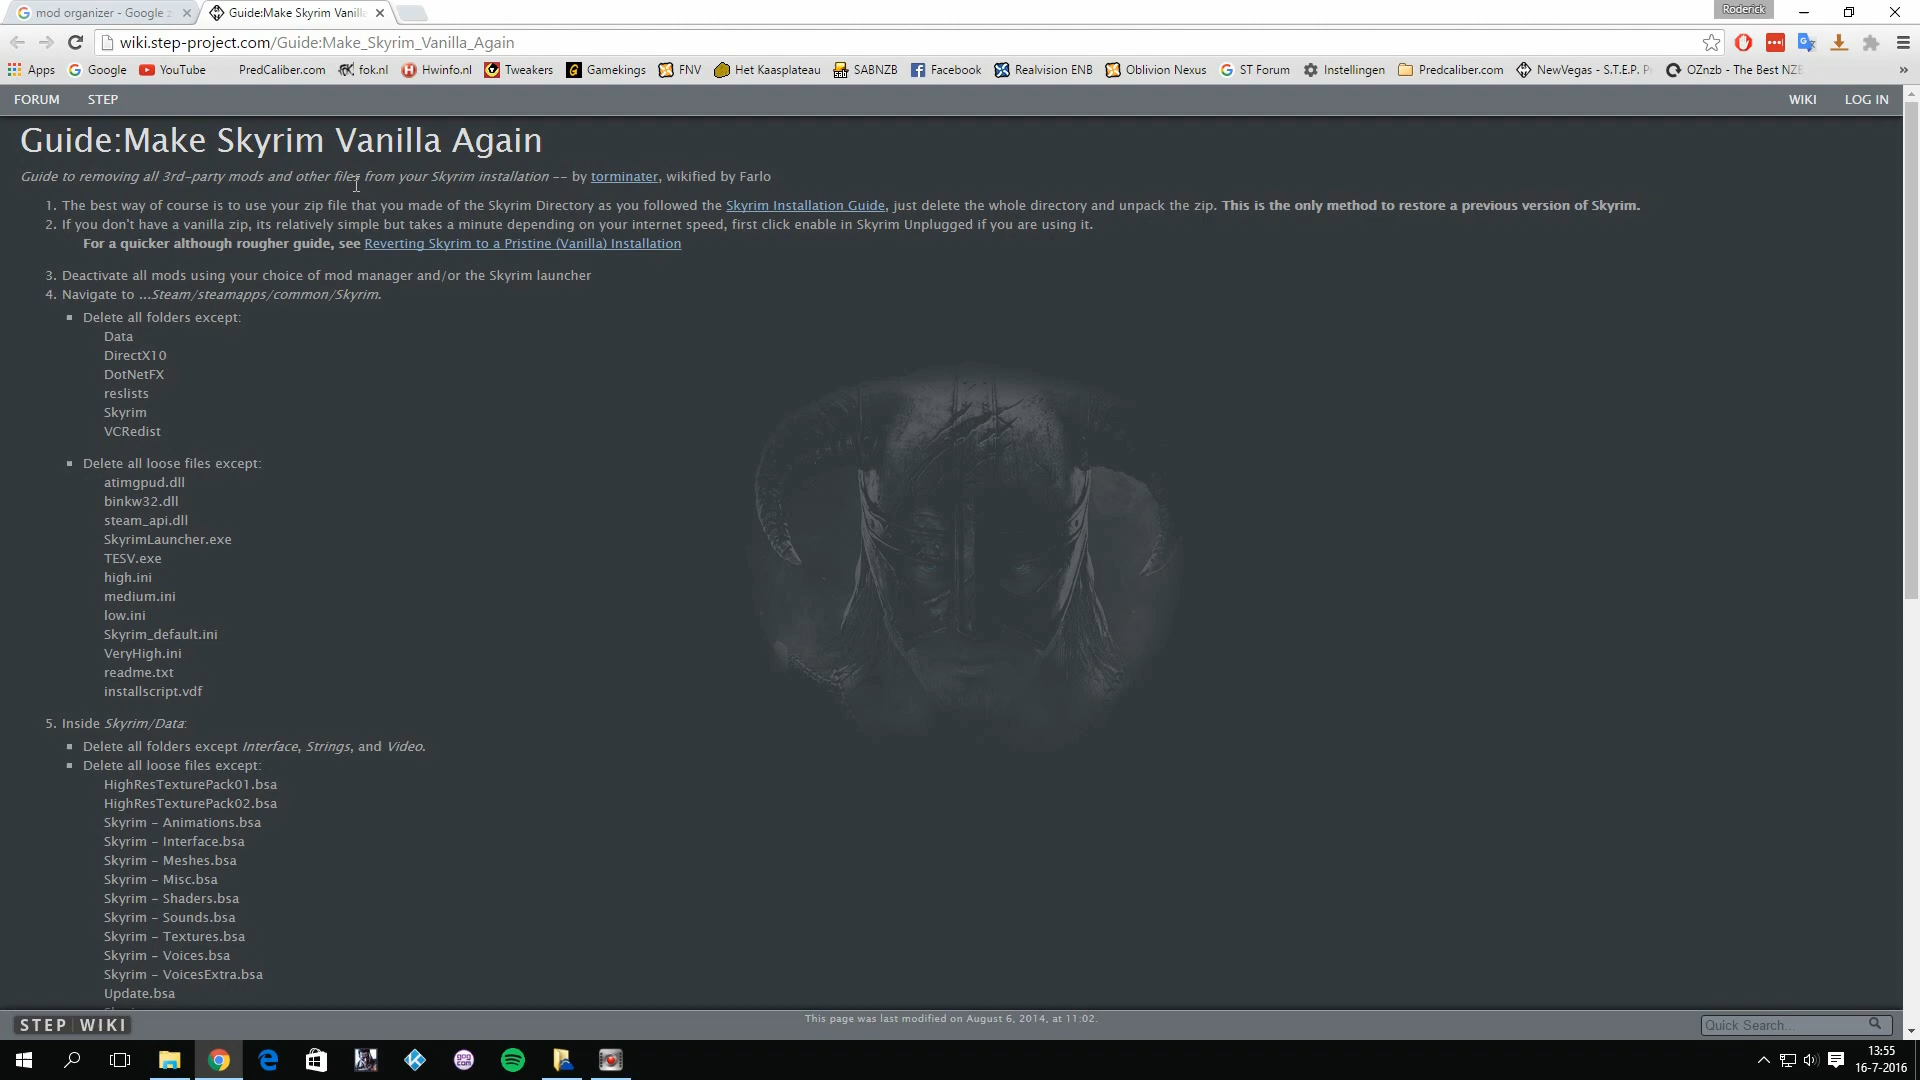 mod organizer - Google z
Guide:Make Skyrim Vanilla
Roderick
wiki.step-project.com/Guide:Make_Skyrim_Vanilla_Again
Apps Google YouTube PredCaliber.com fok.nl Hwinfo.nl Tweakers Gamekings FNV Het Kaasplateau SABNZB Facebook Realvision ENB Oblivion Nexus ST Forum Instellingen Predcaliber.com NewVegas - S.T.E.P. P OZnzb - The Best NZB »
FORUM STEP WIKI LOG IN
Guide:Make Skyrim Vanilla Again
Guide to removing all 3rd-party mods and other files from your Skyrim installation -- by torminater, wikified by Farlo
1. The best way of course is to use your zip file that you made of the Skyrim Directory as you followed the Skyrim Installation Guide, just delete the whole directory and unpack the zip. This is the only method to restore a previous version of Skyrim.
2. If you don't have a vanilla zip, its relatively simple but takes a minute depending on your internet speed, first click enable in Skyrim Unplugged if you are using it.
For a quicker although rougher guide, see Reverting Skyrim to a Pristine (Vanilla) Installation
3. Deactivate all mods using your choice of mod manager and/or the Skyrim launcher
4. Navigate to ...Steam/steamapps/common/Skyrim.
Delete all folders except:
Data
DirectX10
DotNetFX
reslists
Skyrim
VCRedist
Delete all loose files except:
atimgpud.dll
binkw32.dll
steam_api.dll
SkyrimLauncher.exe
TESV.exe
high.ini
medium.ini
low.ini
Skyrim_default.ini
VeryHigh.ini
readme.txt
installscript.vdf
5. Inside Skyrim/Data:
Delete all folders except Interface, Strings, and Video.
Delete all loose files except:
HighResTexturePack01.bsa
HighResTexturePack02.bsa
Skyrim - Animations.bsa
Skyrim - Interface.bsa
Skyrim - Meshes.bsa
Skyrim - Misc.bsa
Skyrim - Shaders.bsa
Skyrim - Sounds.bsa
Skyrim - Textures.bsa
Skyrim - Voices.bsa
Skyrim - VoicesExtra.bsa
Update.bsa
STEP WIKI
This page was last modified on August 6, 2014, at 11:02.
Quick Search...
gog com
13:55
16-7-2016